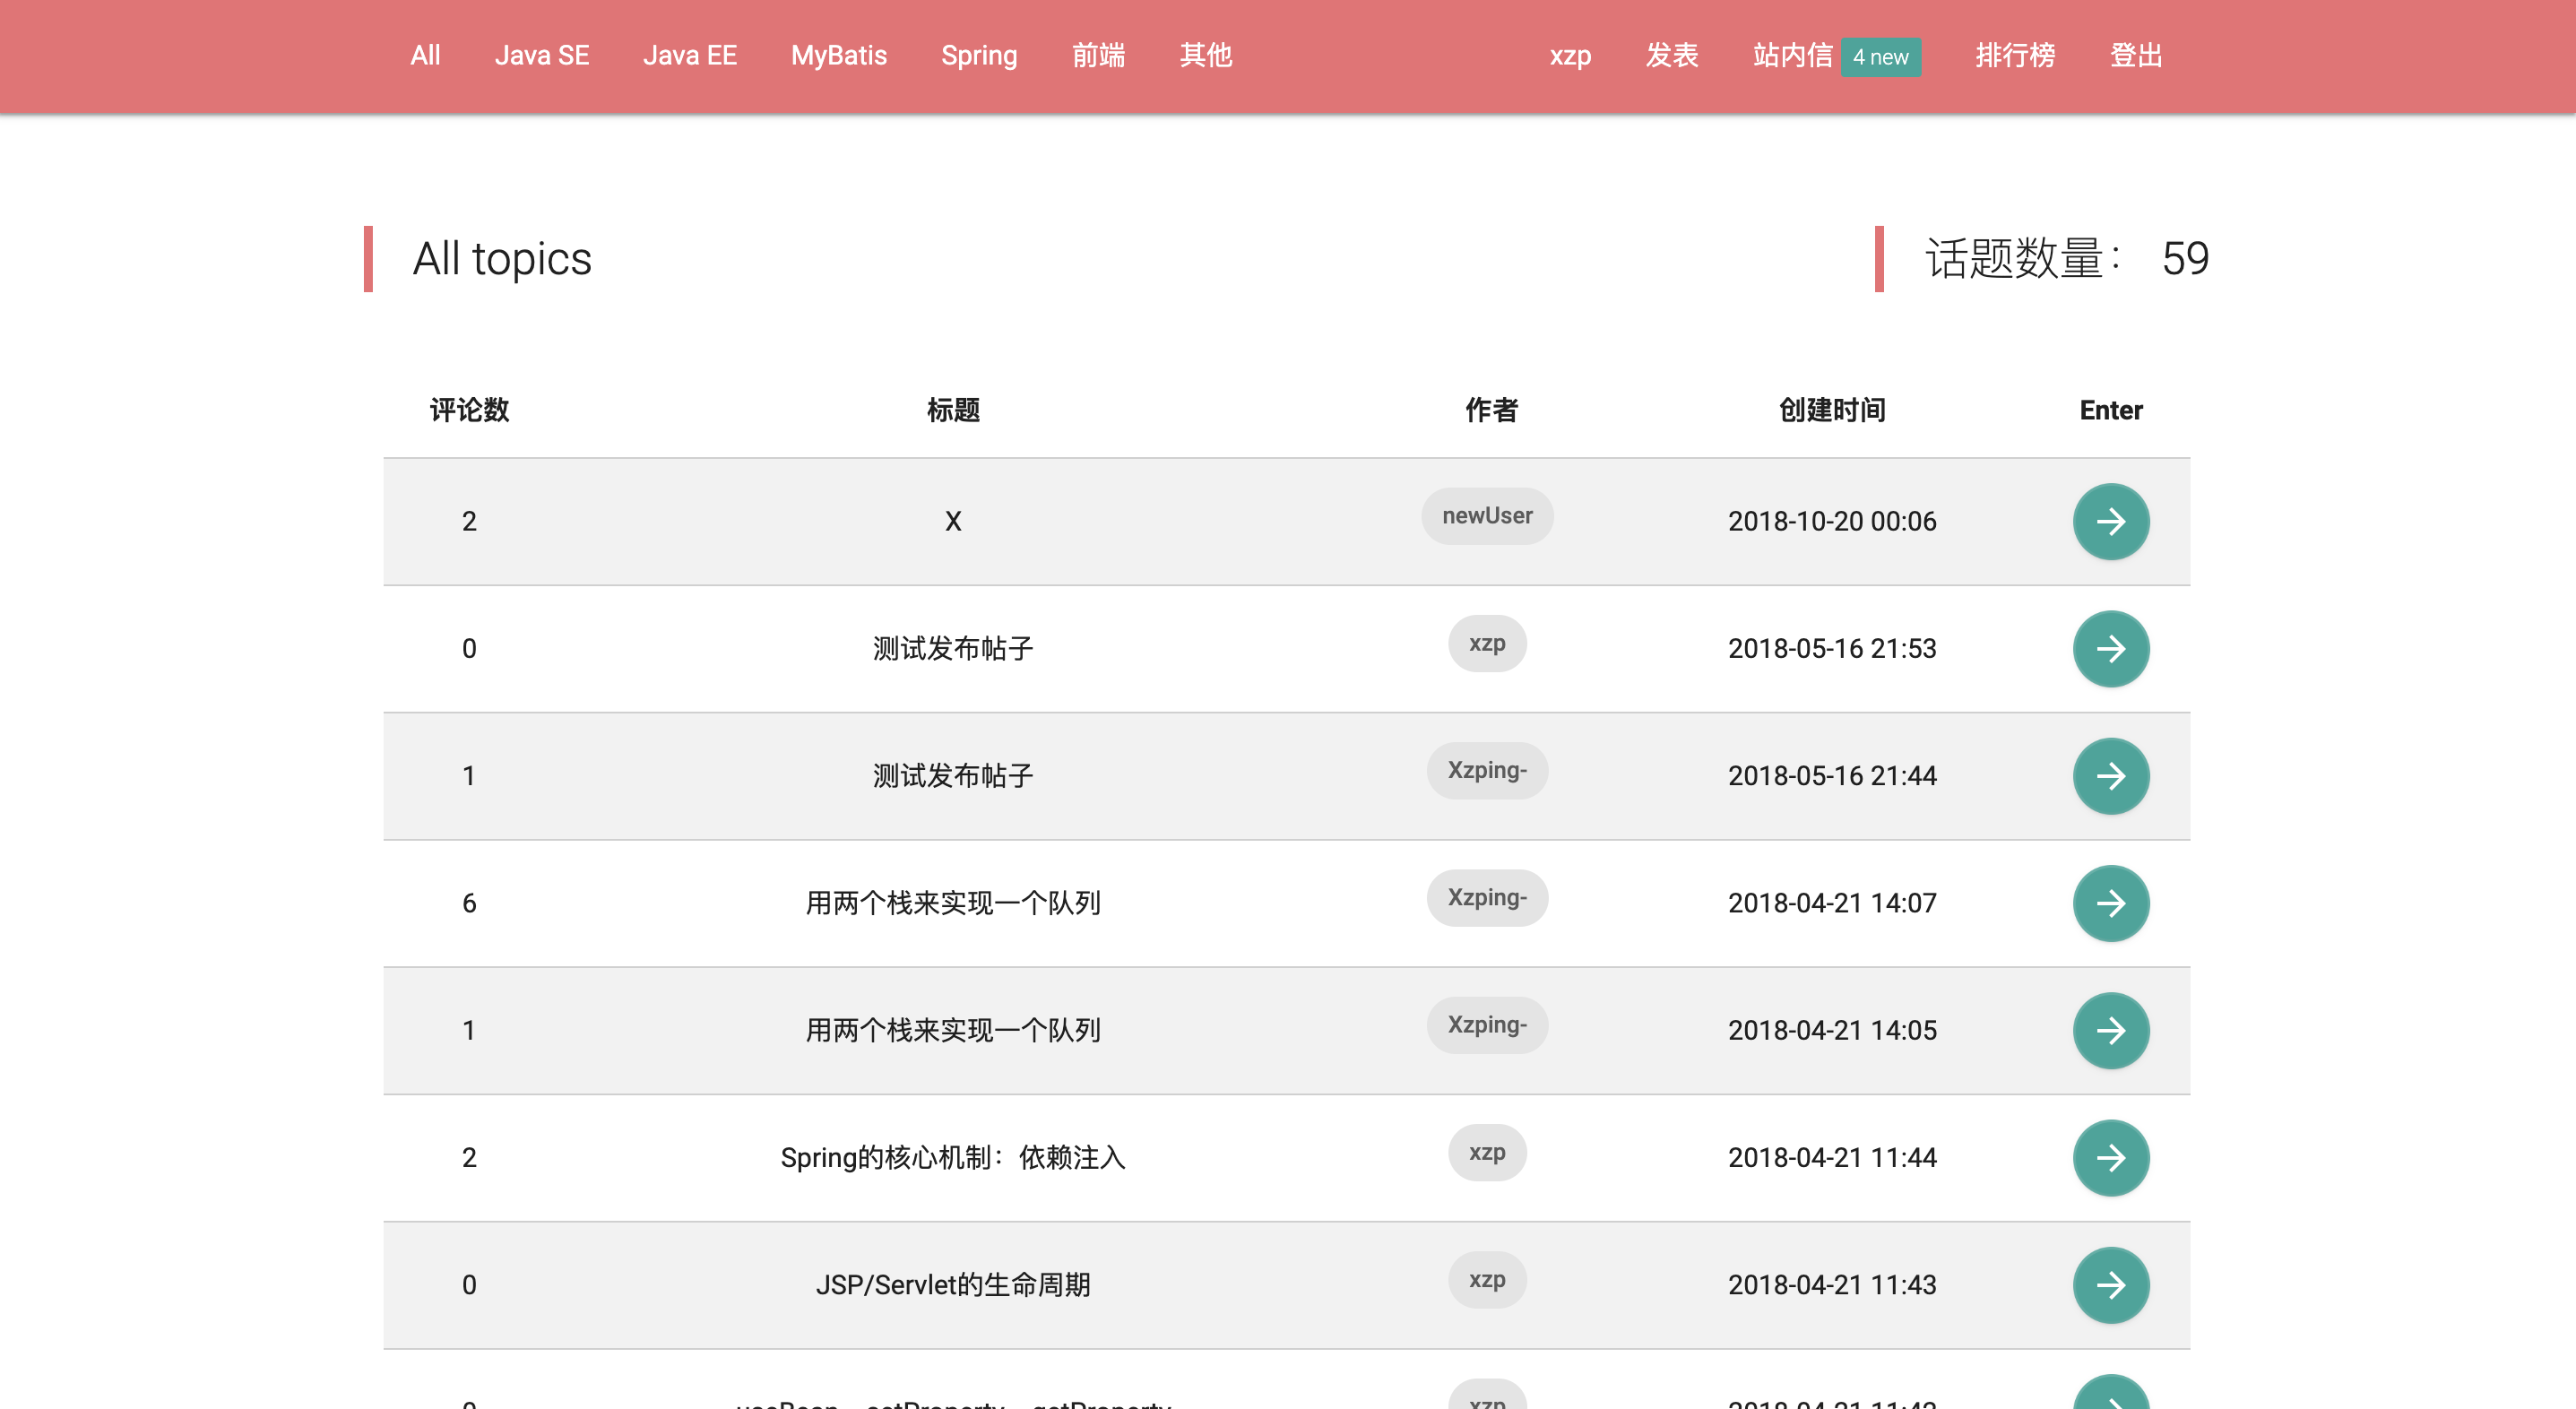 All Java SE Java EE MyBatis Spring 前端 其他 xzp 发表 站内信 4 new 排行榜 登出
All topics 话题数量： 59
评论数 标题 作者 创建时间 Enter
2 X newUser 2018-10-20 00:06
0 测试发布帖子 xzp 2018-05-16 21:53
1 测试发布帖子 Xzping- 2018-05-16 21:44
6 用两个栈来实现一个队列 Xzping- 2018-04-21 14:07
1 用两个栈来实现一个队列 Xzping- 2018-04-21 14:05
2 Spring的核心机制：依赖注入 xzp 2018-04-21 11:44
0 JSP/Servlet的生命周期 xzp 2018-04-21 11:43
xzp